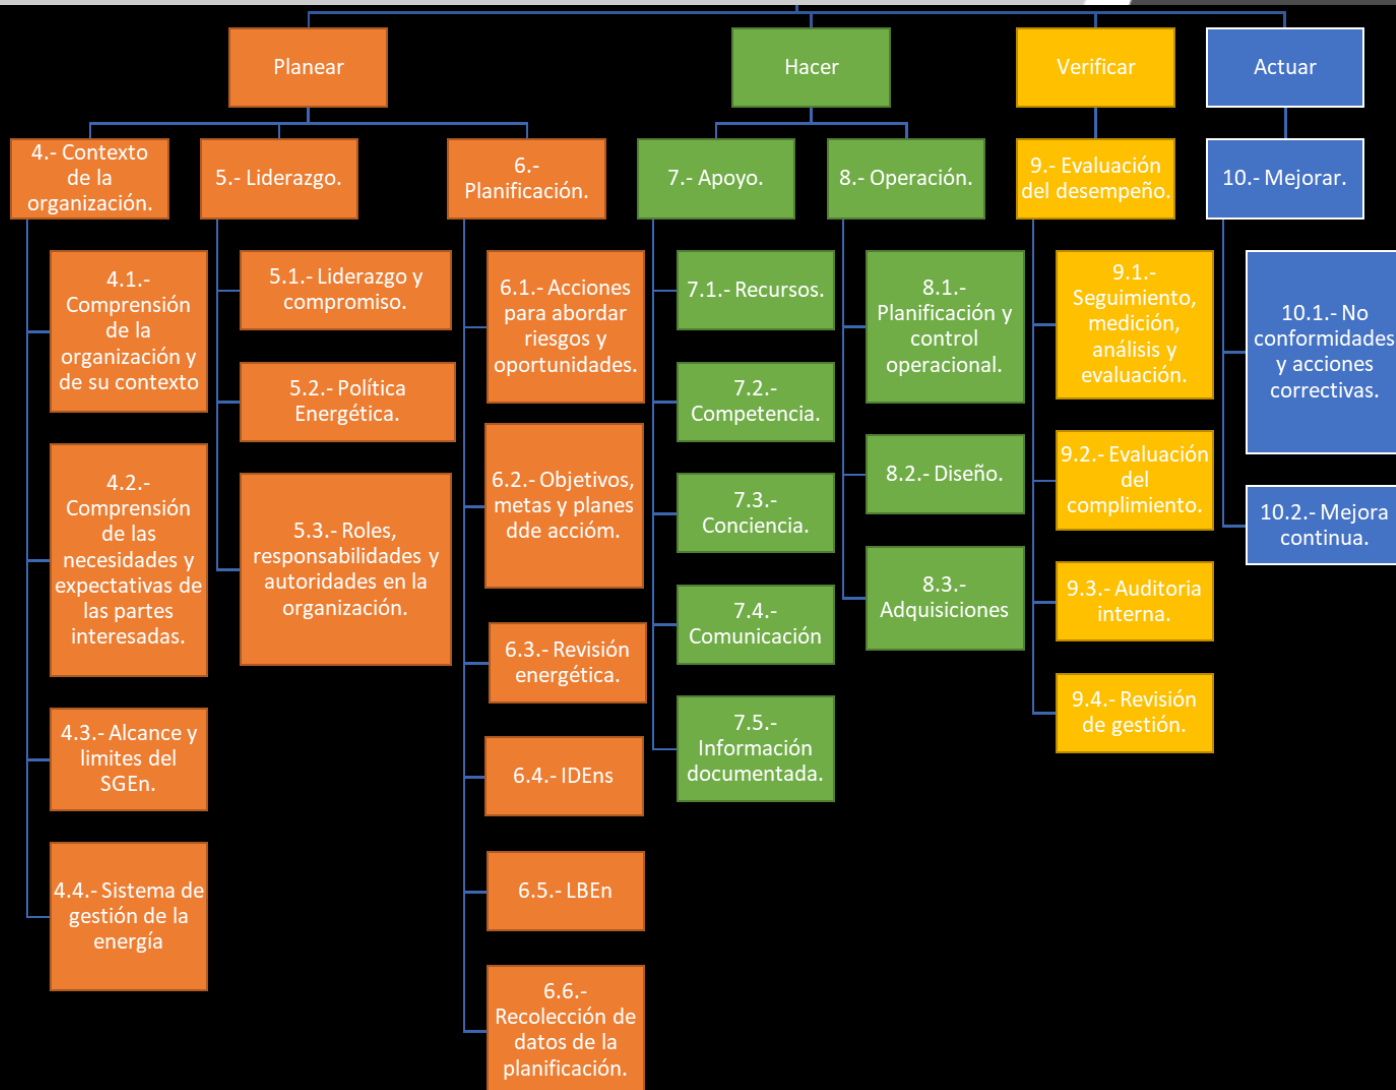 Planear
Hacer
Verificar
Actuar
4.- Contexto
de la
organización.
5.- Liderazgo.
6.-
Planificación.
7.- Apoyo.
8.- Operación.
9.- Evaluación
del desempeño.
10.- Mejorar.
4.1.-
Comprensión
de la
organización y
de su contexto
4.2.-
Comprensión
de las
necesidades y
expectativas de
las partes
interesadas.
4.3.- Alcance y
limites del
SGEn.
4.4.- Sistema de
gestión de la
energía
5.1.- Liderazgo y
compromiso.
5.2.- Política
Energética.
5.3.- Roles,
responsabilidades y
autoridades en la
organización.
6.1.- Acciones
para abordar
riesgos y
oportunidades.
6.2.- Objetivos,
metas y planes
dde accióm.
6.3.- Revisión
energética.
6.4.- IDEns
6.5.- LBEn
6.6.-
Recolección de
datos de la
planificación.
7.1.- Recursos.
7.2.-
Competencia.
7.3.-
Conciencia.
7.4.-
Comunicación
7.5.-
Información
documentada.
8.1.-
Planificación y
control
operacional.
8.2.- Diseño.
8.3.-
Adquisiciones
9.1.-
Seguimiento,
medición,
análisis y
evaluación.
9.2.- Evaluación
del
complimiento.
9.3.- Auditoria
interna.
9.4.- Revisión
de gestión.
10.1.- No
conformidades
y acciones
correctivas.
10.2.- Mejora
continua.